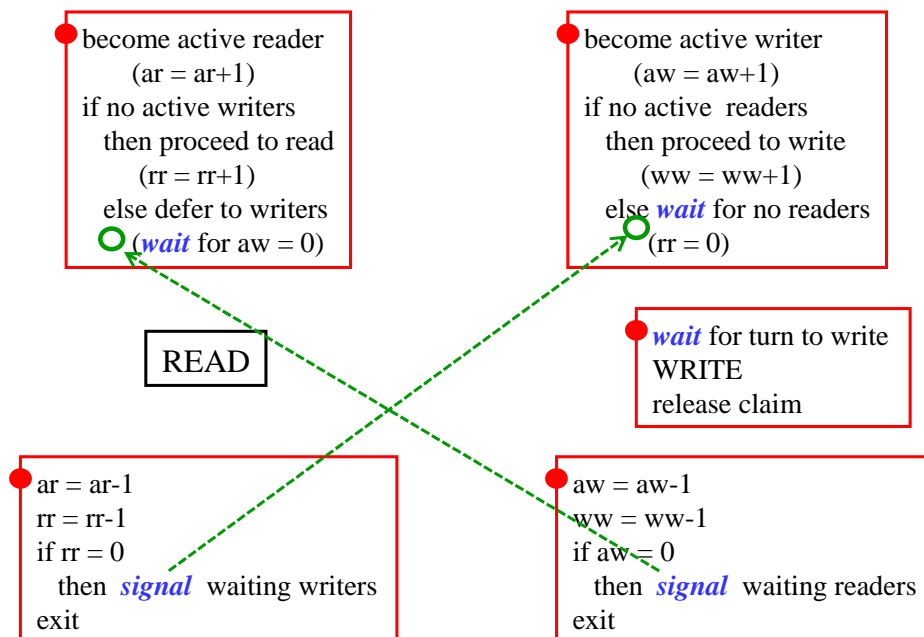 become active reader
(ar = ar+1)
if no active writers
then proceed to read
(rr = rr+1)
else defer to writers
(wait for aw = 0)
become active writer
(aw = aw+1)
if no active readers
then proceed to write
(ww = ww+1)
else wait for no readers
(rr = 0)
READ
wait for turn to write
WRITE
release claim
ar = ar-1
rr = rr-1
if rr = 0
then signal waiting writers
exit
aw = aw-1
ww = ww-1
if aw = 0
then signal waiting readers
exit